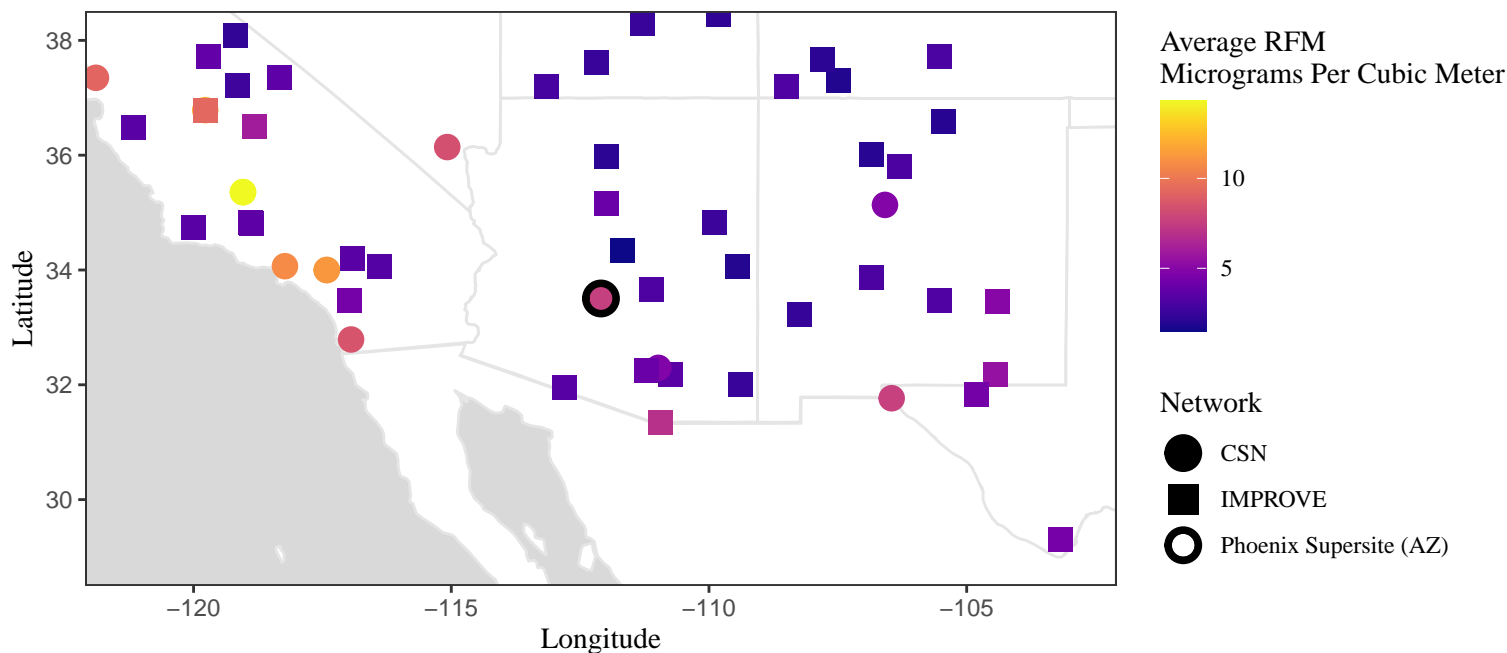 38
36
34
32
30
Latitude
−120
−115
−110
−105
Longitude
Average RFM
Micrograms Per Cubic Meter
10
5
Network
CSN
IMPROVE
Phoenix Supersite (AZ)